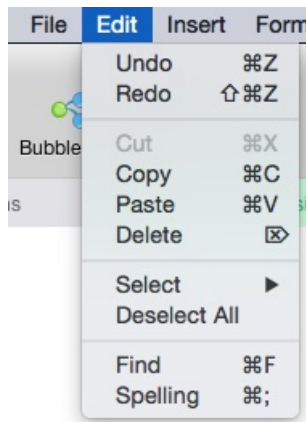 File Edit Insert Form
Undo ⌘Z
Redo ⇧⌘Z
Bubble
Cut ⌘X
Copy ⌘C
Paste ⌘V
Delete ⌦
Select ▶
Deselect All
Find ⌘F
Spelling ⌘;